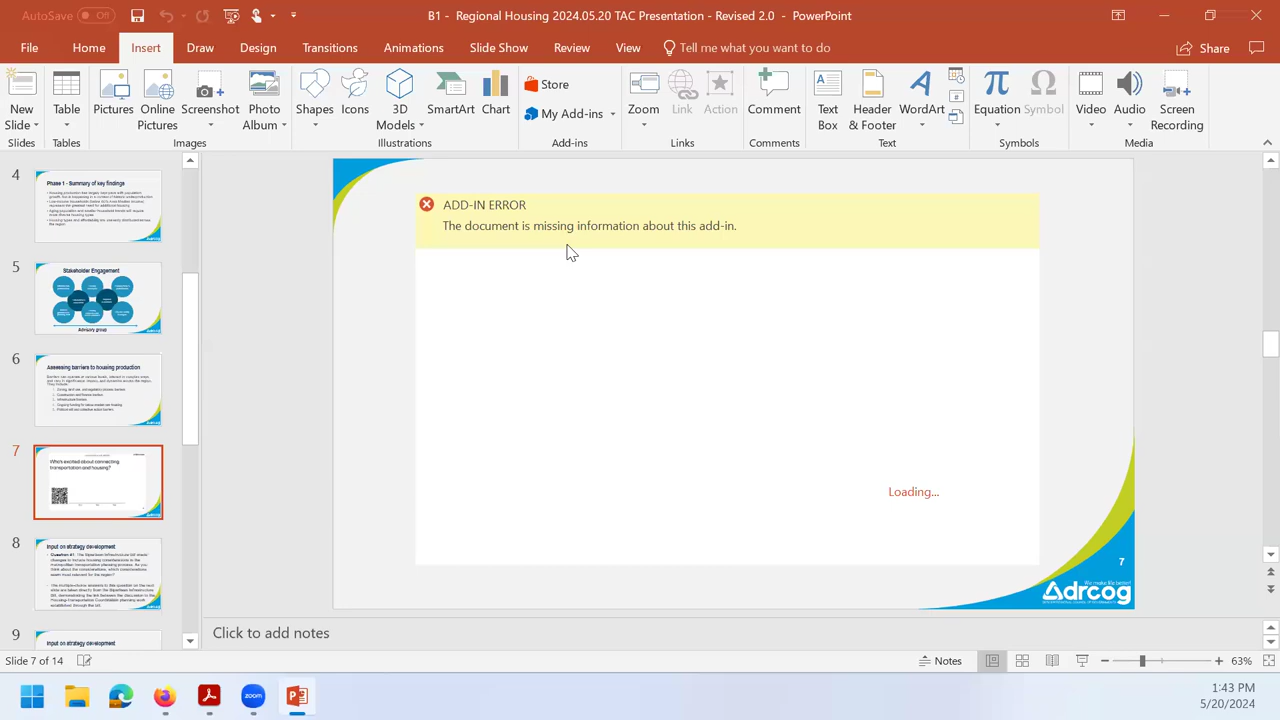 AutoSave Off
B1 - Regional Housing 2024.05.20 TAC Presentation - Revised 2.0 - PowerPoint
File Home Insert Draw Design Transitions Animations Slide Show Review View Tell me what you want to do Share
New Slide
Table
Pictures
Online Pictures
Screenshot
Photo Album
Shapes
Icons
3D Models
SmartArt
Chart
Store
My Add-ins
Zoom
Link
Action
Comment
Text Box
Header & Footer
WordArt
Equation
Symbol
Video
Audio
Screen Recording
Slides Tables Images Illustrations Add-ins Links Comments Text Symbols Media
4
Phase 1 - Summary of key findings
5
Stakeholder Engagement
Advisory group
6
Assessing barriers to housing production
7
Who's excited about connecting
transportation and housing?
8
Input on strategy development
9
Input on strategy development
ADD-IN ERROR
The document is missing information about this add-in.
Loading...
7
We make life better!
drcog
Click to add notes
Slide 7 of 14
Notes
63%
zoom
1:43 PM
5/20/2024